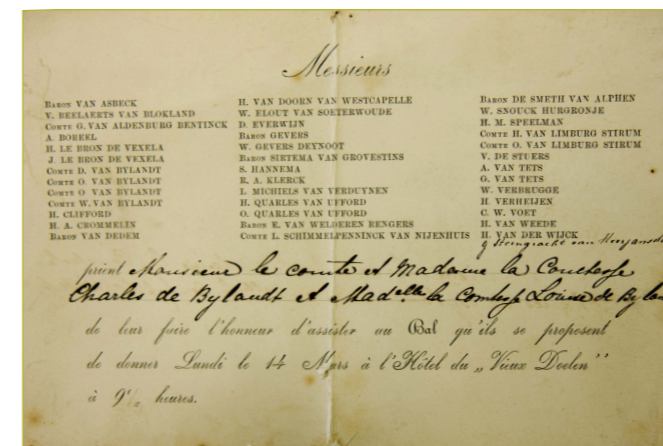 Messieurs
BARON VAN ASBECK
V. BEELAERTS VAN BLOKLAND
COMTE G. VAN ALDENBURG BENTINCK
A. BOREEL
H. LE BRON DE VEXELA
J. LE BRON DE VEXELA
COMTE D. VAN BYLANDT
COMTE O. VAN BYLANDT
COMTE O VAN BYLANDT
COMTE W. VAN BYLANDT
H. CLIFFORD
H. A. CROMMELIN
BARON VAN DEDEM
H. VAN DOORN VAN WESTCAPELLE
W. ELOUT VAN SOETERWOUDE
D. EVERWIJN
BARON GEVERS
W. GEVERS DEYNOOT
BARON SIRTEMA VAN GROVESTINS
S. HANNEMA
R. A. KLERCK
L. MICHIELS VAN VERDUYNEN
H. QUARLES VAN UFFORD
O. QUARLES VAN UFFORD
BARON E. VAN WELDEREN RENGERS
COMTE L. SCHIMMELPENNINCK VAN NIJENHUIS
BARON DE SMETH VAN ALPHEN
W. SNOUCK HURGRONJE
H. M. SPEELMAN
COMTE H. VAN LIMBURG STIRUM
COMTE O. VAN LIMBURG STIRUM
V. DE STUERS
A. VAN TETS
G. VAN TETS
W. VERBRUGGE
H. VERHEIJEN
C. W. VOET
H. VAN WEEDE
H. VAN DER WIJCK
Steengracht van
prient Monsieur le comte et Madame la Comtesse
Charles de Bylandt et Madelle la Comtesse Louise de
de leur faire l'honneur d'assister au Bal qu'ils se proposent
de donner Lundi le 14 Mars à l'Hôtel du „Vieux Doelen"
à 9½ heures.